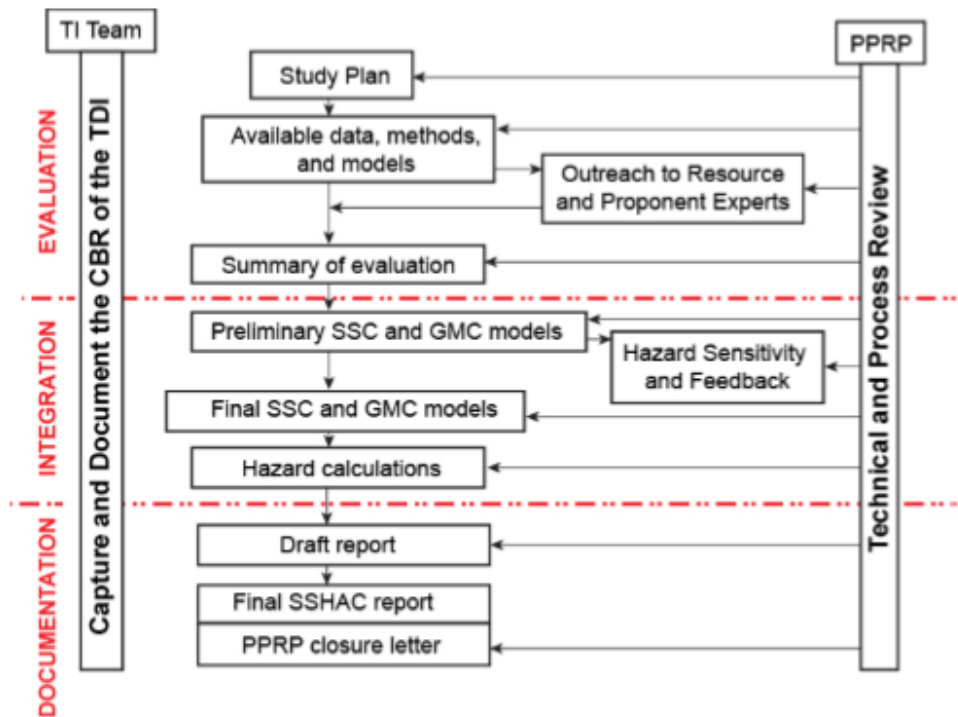 TI Team
PPRP
Study Plan
Available data, methods,
and models
Outreach to Resource
and Proponent Experts
Summary of evaluation
Preliminary SSC and GMC models
Hazard Sensitivity
and Feedback
Final SSC and GMC models
Hazard calculations
Draft report
Final SSHAC report
PPRP closure letter
EVALUATION
INTEGRATION
DOCUMENTATION
Capture and Document the CBR of the TDI
Technical and Process Review